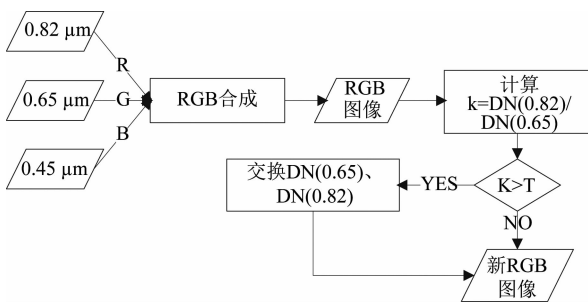 0.82 μm
R
0.65 μm
G
RGB合成
RGB
图像
计算
k=DN(0.82)/
DN(0.65)
B
0.45 μm
交换DN(0.65)、
DN(0.82)
YES
K>T
NO
新RGB
图像